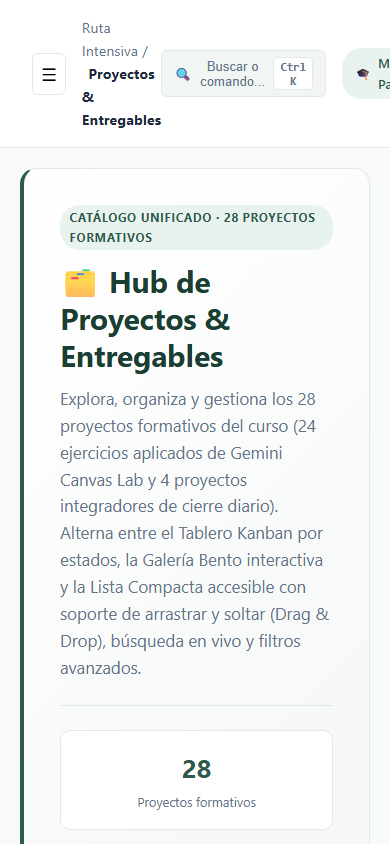 Ruta
Intensiva /
Proyectos
&
Entregables
Buscar o
comando...
Ctrl
K
CATÁLOGO UNIFICADO · 28 PROYECTOS
FORMATIVOS
Hub de
Proyectos &
Entregables
Explora, organiza y gestiona los 28
proyectos formativos del curso (24
ejercicios aplicados de Gemini
Canvas Lab y 4 proyectos
integradores de cierre diario).
Alterna entre el Tablero Kanban por
estados, la Galería Bento interactiva
y la Lista Compacta accesible con
soporte de arrastrar y soltar (Drag &
Drop), búsqueda en vivo y filtros
avanzados.
28
Proyectos formativos